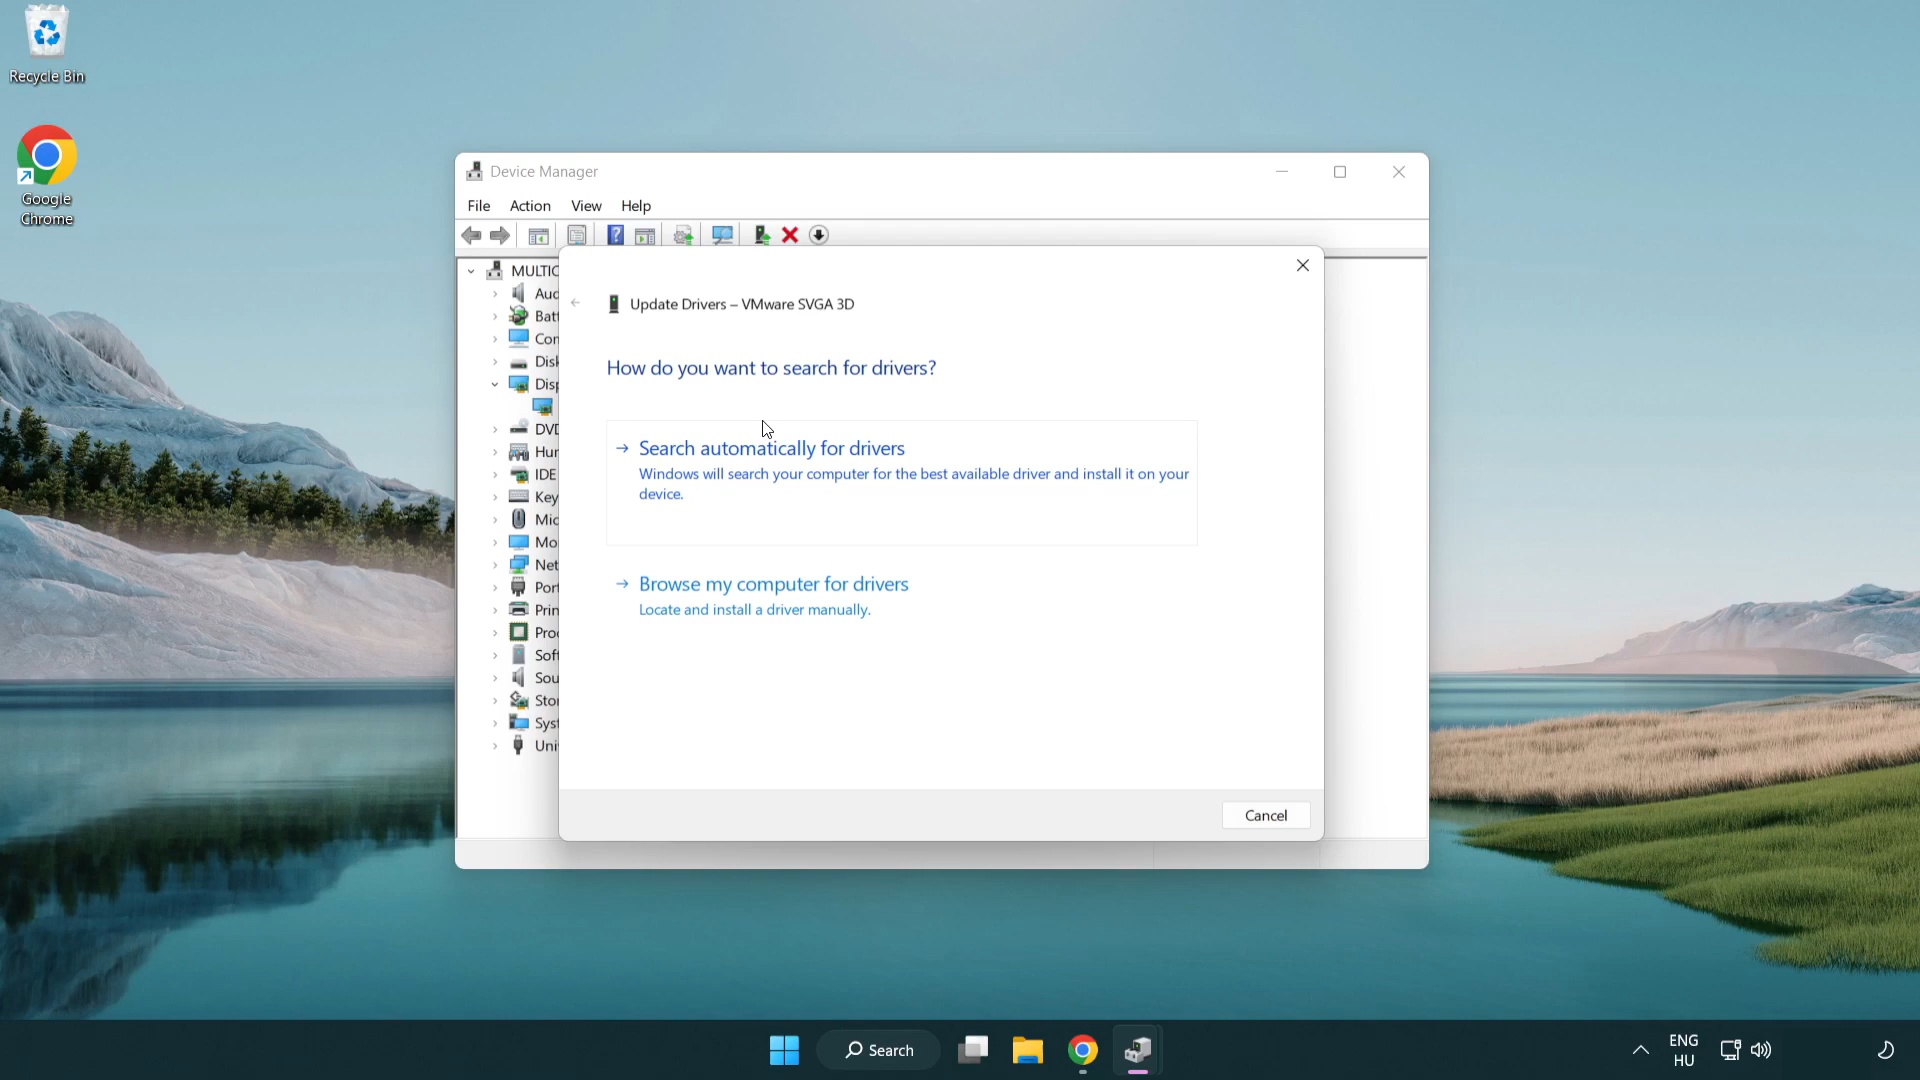 Recycle Bin
Google
Chrome
Device Manager
File Action View Help
Update Drivers – VMware SVGA 3D
How do you want to search for drivers?
Search automatically for drivers
Windows will search your computer for the best available driver and install it on your
device.
Browse my computer for drivers
Locate and install a driver manually.
Cancel
MULTIC
Aud
Batt
Con
Disk
Disp
DVD
Hur
IDE
Key
Mic
Mo
Net
Port
Prin
Proc
Soft
Sou
Stor
Syst
Uni
Search
ENG
HU